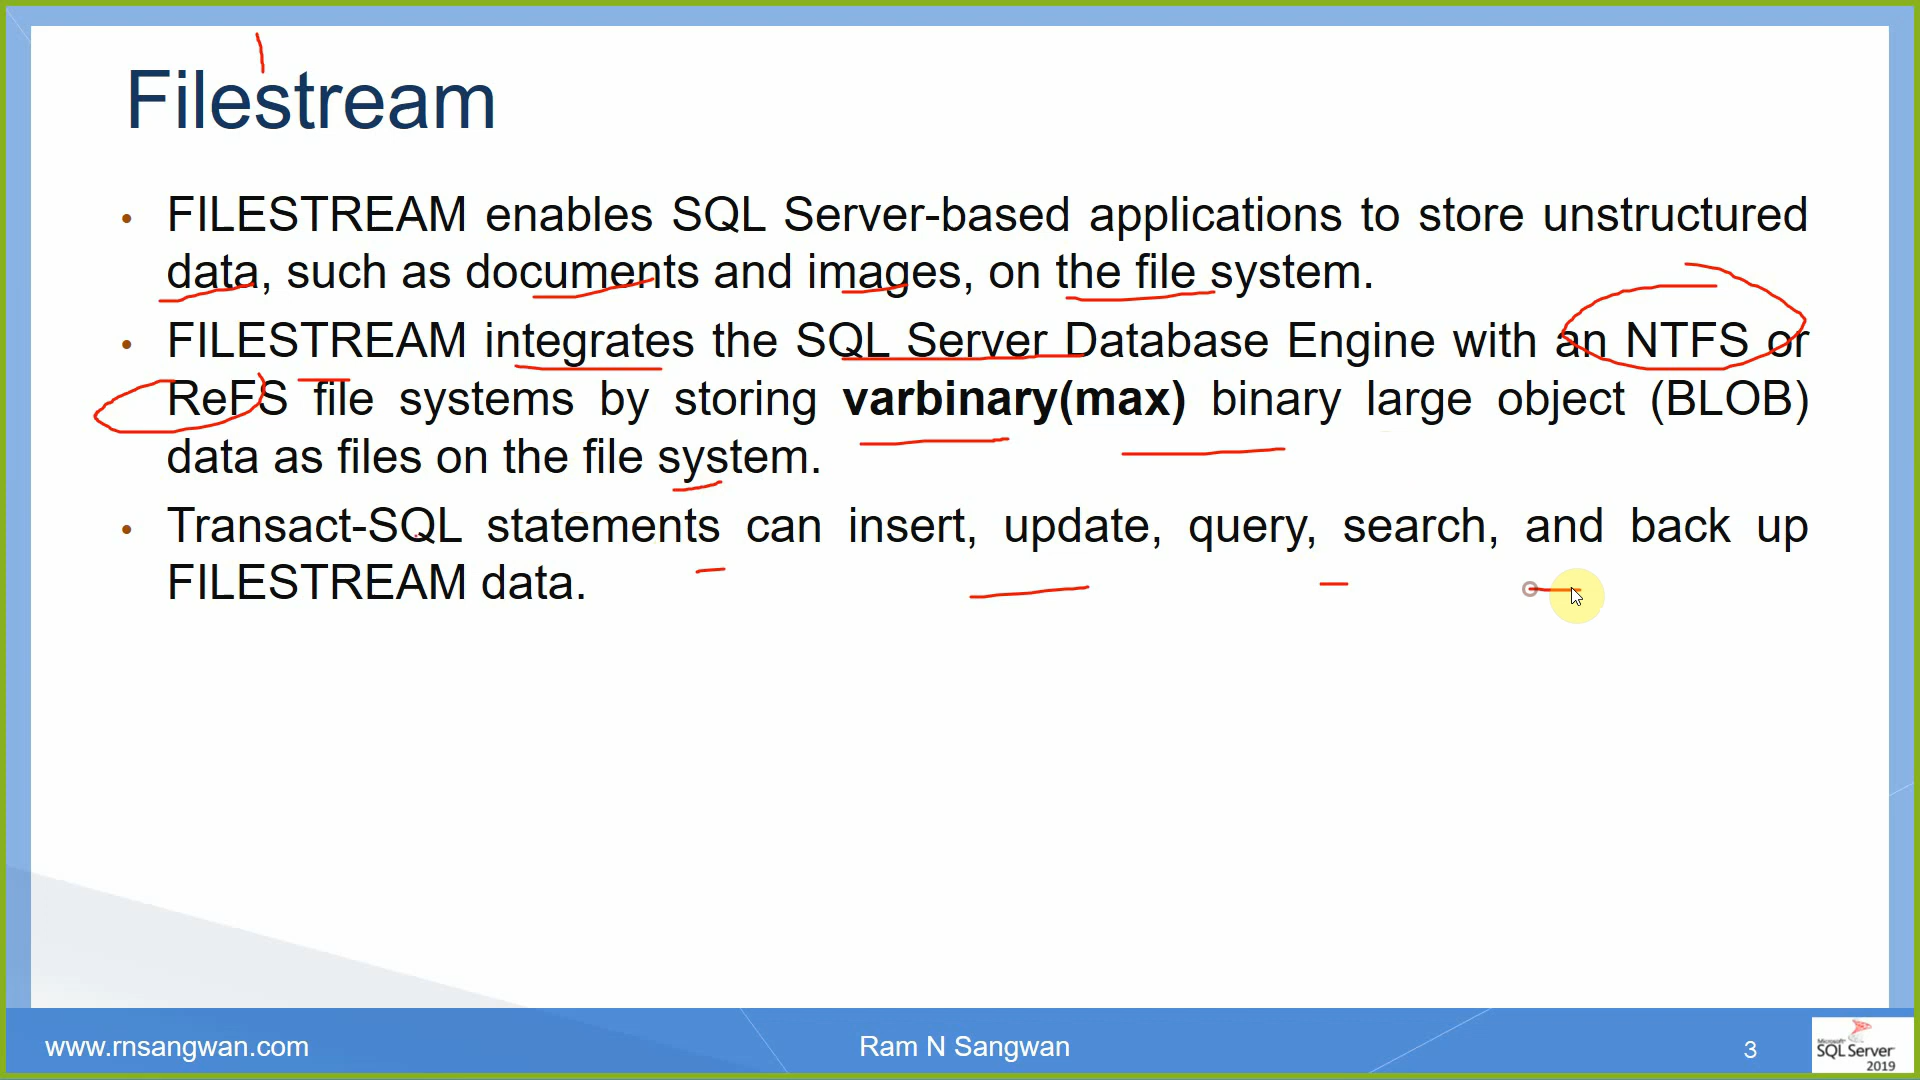 Filestream
• FILESTREAM enables SQL Server-based applications to store unstructured
data, such as documents and images, on the file system.
• FILESTREAM integrates the SQL Server Database Engine with an NTFS or
ReFS file systems by storing varbinary(max) binary large object (BLOB)
data as files on the file system.
• Transact-SQL statements can insert, update, query, search, and back up
FILESTREAM data.
www.rnsangwan.com
Ram N Sangwan
3
Microsoft
SQL Server
2019